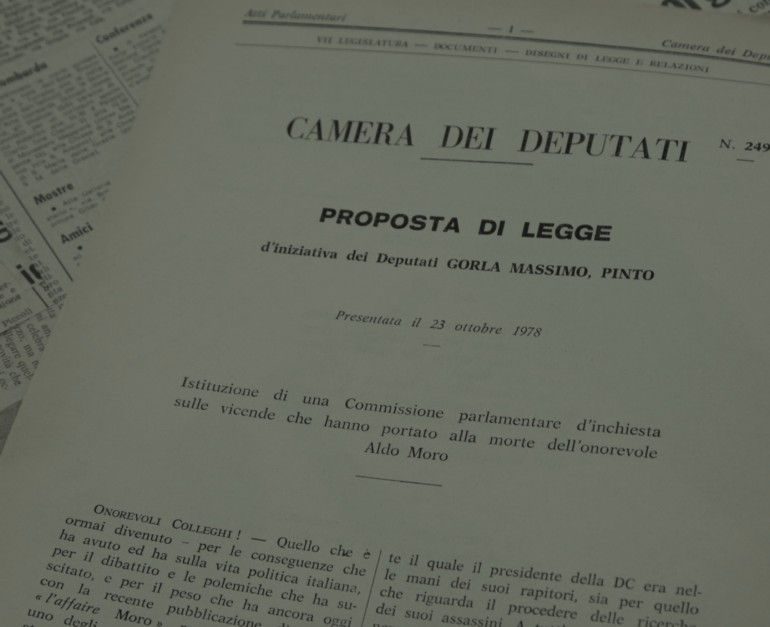 Conferenza
Mostre
Amici
Atti Parlamentari
— 1 —
Camera dei
VII LEGISLATURA — DOCUMENTI — DISEGNI DI LEGGE E RELAZIONI
CAMERA DEI DEPUTATI
N. 249
PROPOSTA DI LEGGE
d'iniziativa dei Deputati GORLA MASSIMO, PINTO
Presentata il 23 ottobre 1978
Istituzione di una Commissione parlamentare d'inchiesta
sulle vicende che hanno portato alla morte dell'onorevole
Aldo Moro
ONOREVOLI COLLEGHI! — Quello che è
ormai divenuto – per le conseguenze che
ha avuto ed ha sulla vita politica italiana,
per il dibattito e le polemiche che ha su-
scitato, e per il peso che ha ancora oggi
con la recente pubblicazione
« l'affaire Moro »
uno degli
te il quale il presidente della DC era nel-
le mani dei suoi rapitori, sia per quello
che riguarda il procedere delle ricerche
dei suoi assassini. A